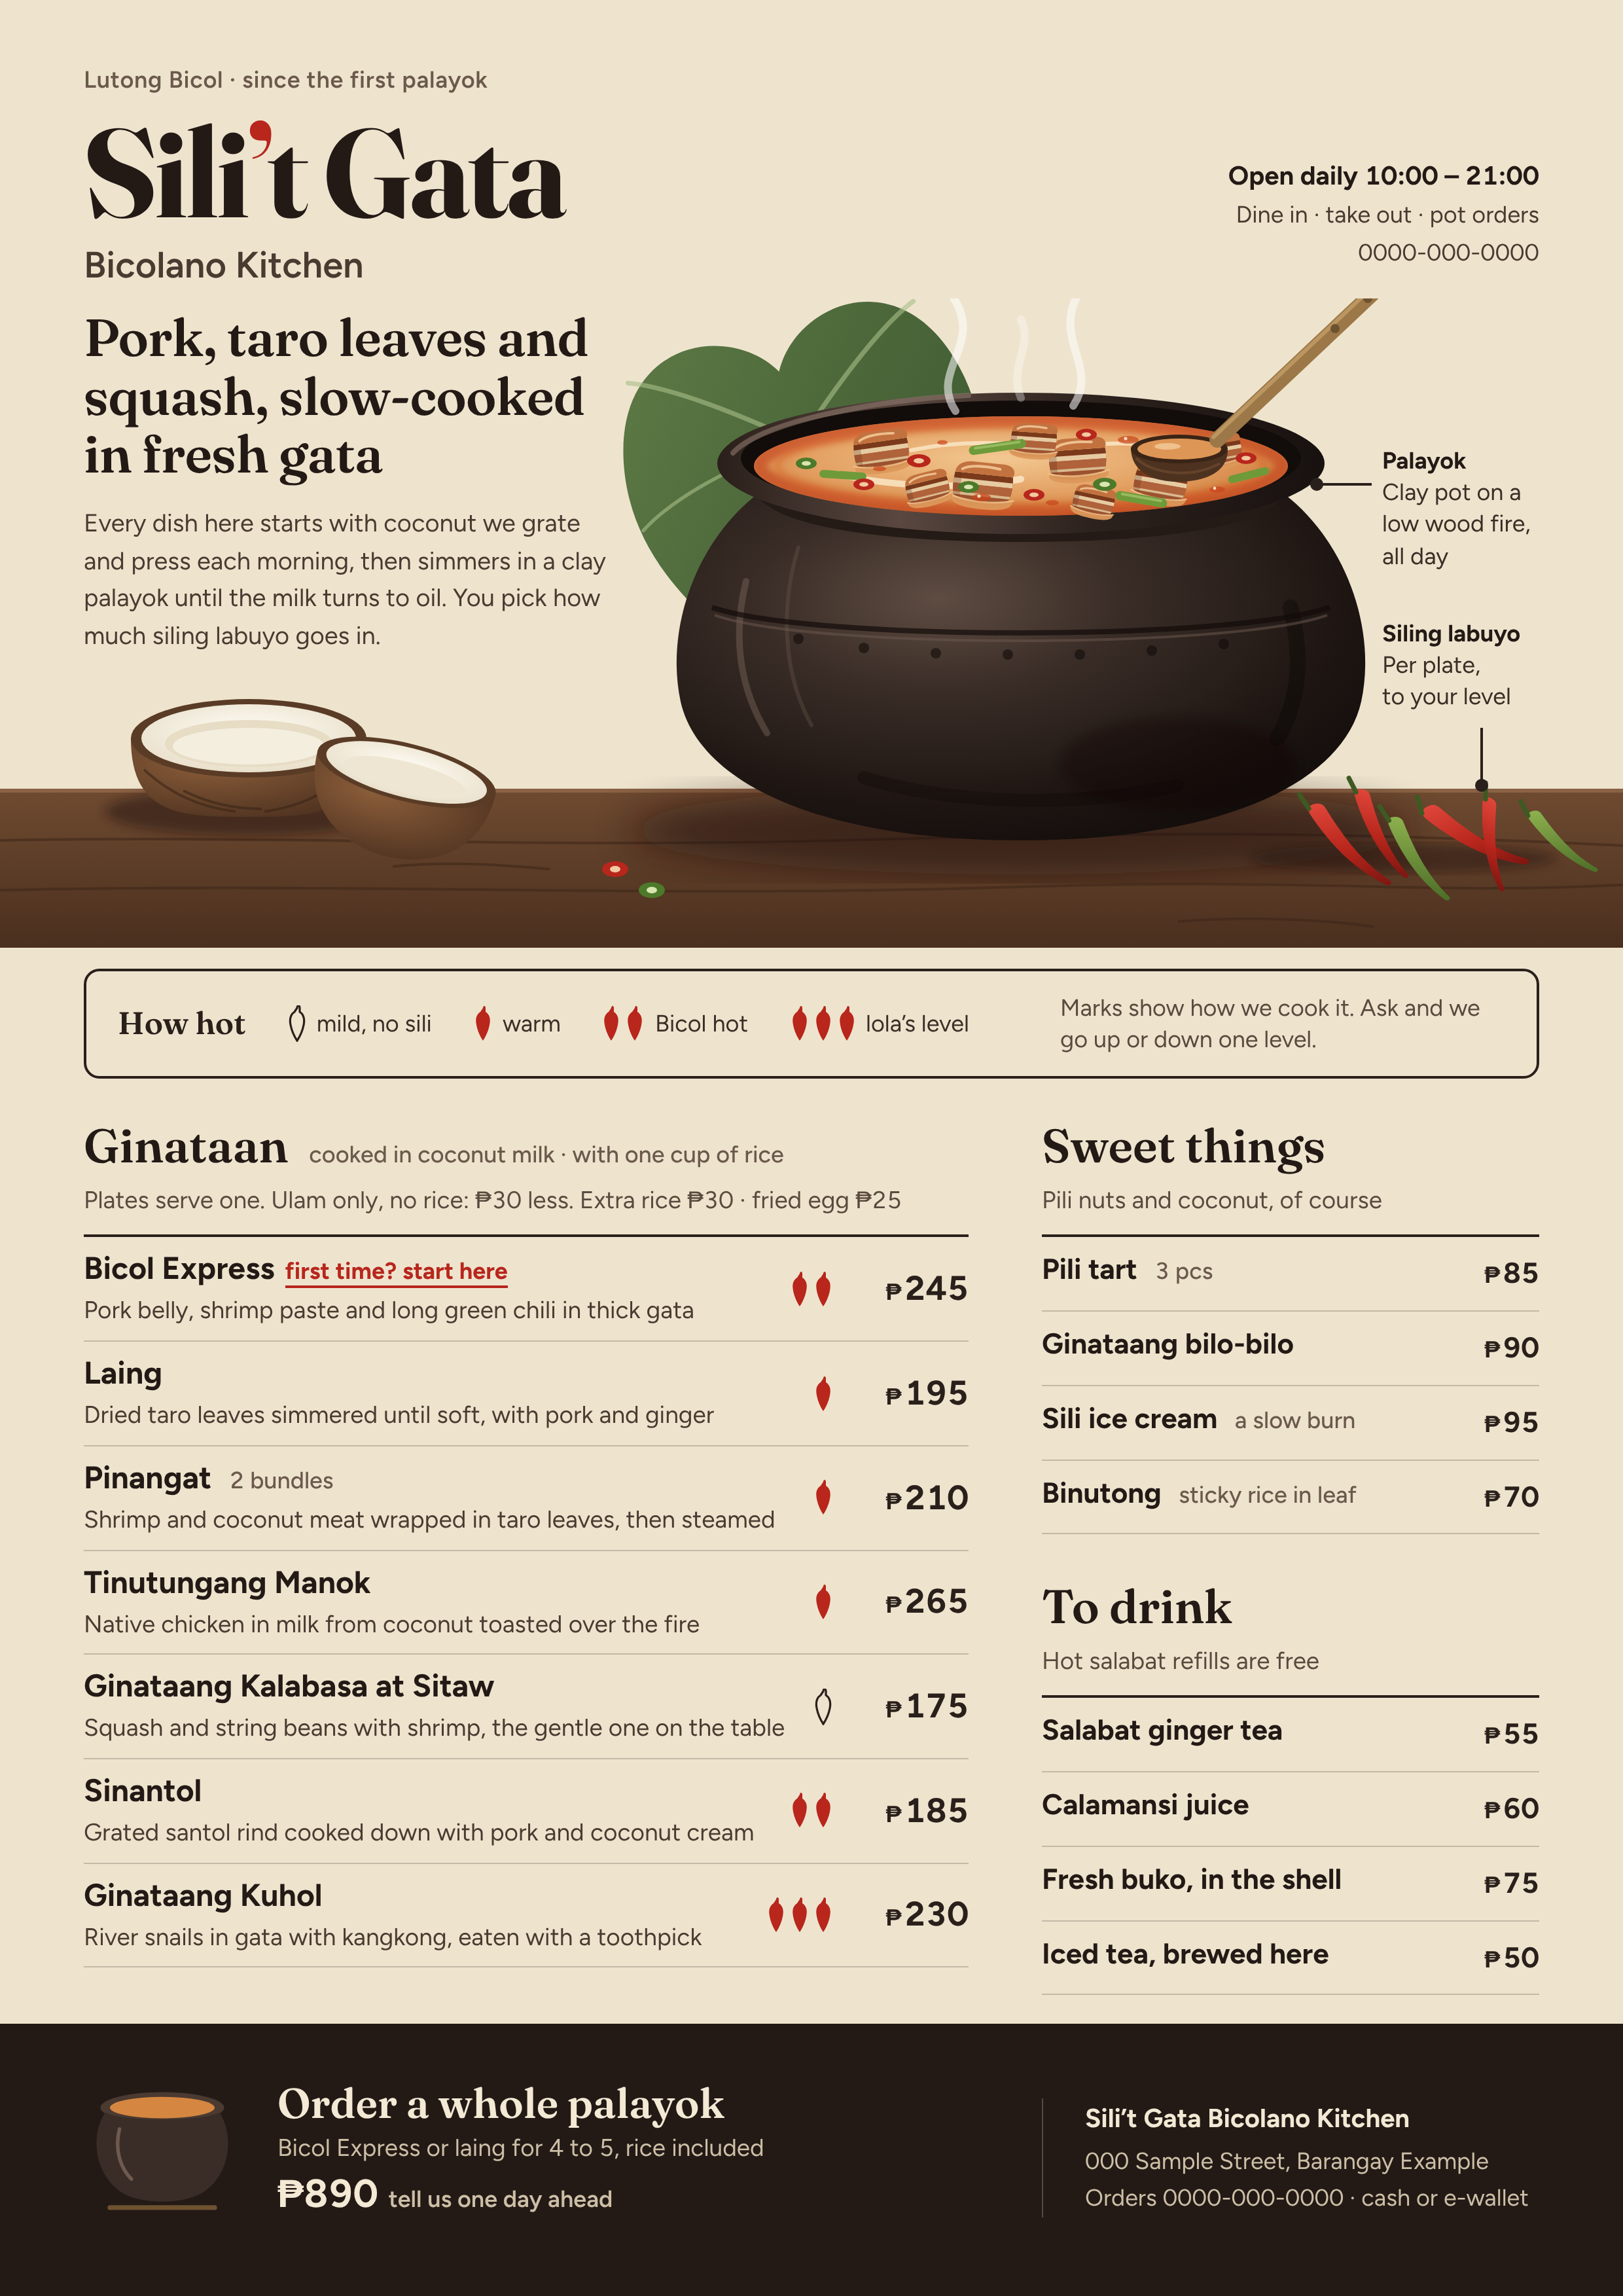 Lutong Bicol · since the first palayok
Sili’t Gata
Bicolano Kitchen
Open daily 10:00 – 21:00
Dine in · take out · pot orders
0000-000-0000
Pork, taro leaves and
squash, slow-cooked
in fresh gata
Every dish here starts with coconut we grate
and press each morning, then simmers in a clay
palayok until the milk turns to oil. You pick how
much siling labuyo goes in.
Palayok
Clay pot on a
low wood fire,
all day
Siling labuyo
Per plate,
to your level
How hot mild, no sili warm Bicol hot lola’s level
Marks show how we cook it. Ask and we
go up or down one level.
Ginataan cooked in coconut milk · with one cup of rice
Plates serve one. Ulam only, no rice: ₱30 less. Extra rice ₱30 · fried egg ₱25
Bicol Express first time? start here ₱245
Pork belly, shrimp paste and long green chili in thick gata
Laing ₱195
Dried taro leaves simmered until soft, with pork and ginger
Pinangat 2 bundles ₱210
Shrimp and coconut meat wrapped in taro leaves, then steamed
Tinutungang Manok ₱265
Native chicken in milk from coconut toasted over the fire
Ginataang Kalabasa at Sitaw ₱175
Squash and string beans with shrimp, the gentle one on the table
Sinantol ₱185
Grated santol rind cooked down with pork and coconut cream
Ginataang Kuhol ₱230
River snails in gata with kangkong, eaten with a toothpick
Sweet things
Pili nuts and coconut, of course
Pili tart 3 pcs ₱85
Ginataang bilo-bilo ₱90
Sili ice cream a slow burn ₱95
Binutong sticky rice in leaf ₱70
To drink
Hot salabat refills are free
Salabat ginger tea ₱55
Calamansi juice ₱60
Fresh buko, in the shell ₱75
Iced tea, brewed here ₱50
Order a whole palayok
Bicol Express or laing for 4 to 5, rice included
₱890 tell us one day ahead
Sili’t Gata Bicolano Kitchen
000 Sample Street, Barangay Example
Orders 0000-000-0000 · cash or e-wallet